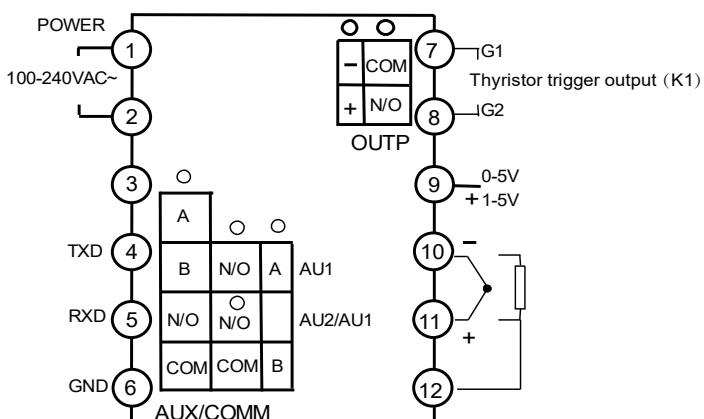 POWER
1
100-240VAC~
2
3
TXD 4
RXD 5
GND 6
− COM
+ N/O
OUTP
7 G1
Thyristor trigger output（K1）
8 G2
9 0-5V
+ 1-5V
10 −
11 +
12
A
B N/O A AU1
N/O N/O AU2/AU1
COM COM B
AUX/COMM